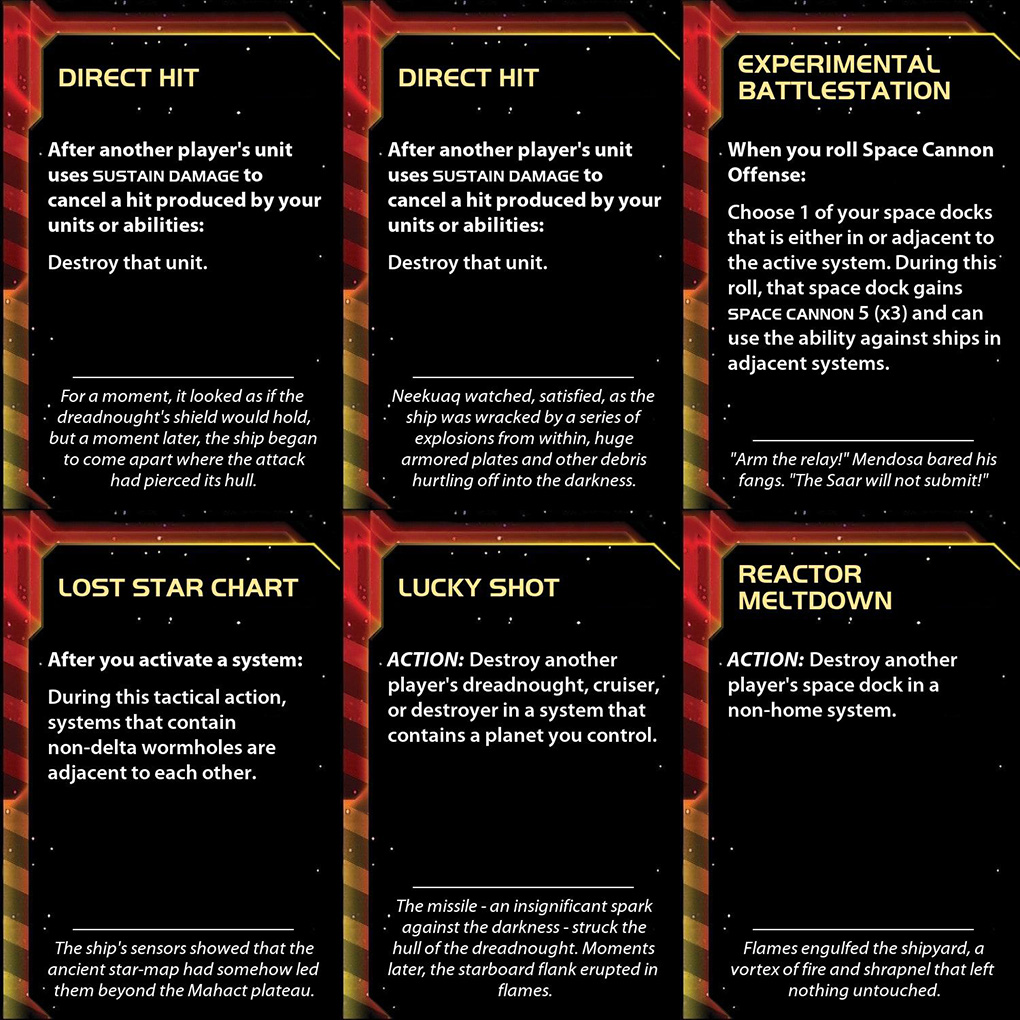 DIRECT HIT
After another player's unit
uses SUSTAIN DAMAGE to
cancel a hit produced by your
units or abilities:
Destroy that unit.
For a moment, it looked as if the
dreadnought's shield would hold,
but a moment later, the ship began
to come apart where the attack
had pierced its hull.
DIRECT HIT
After another player's unit
uses SUSTAIN DAMAGE to
cancel a hit produced by your
units or abilities:
Destroy that unit.
Neekuaq watched, satisfied, as the
ship was wracked by a series of
explosions from within, huge
armored plates and other debris
hurtling off into the darkness.
EXPERIMENTAL
BATTLESTATION
When you roll Space Cannon
Offense:
Choose 1 of your space docks
that is either in or adjacent to
the active system. During this
roll, that space dock gains
SPACE CANNON 5 (x3) and can
use the ability against ships in
adjacent systems.
"Arm the relay!" Mendosa bared his
fangs. "The Saar will not submit!"
LOST STAR CHART
After you activate a system:
During this tactical action,
systems that contain
non-delta wormholes are
adjacent to each other.
The ship's sensors showed that the
ancient star-map had somehow led
them beyond the Mahact plateau.
LUCKY SHOT
ACTION: Destroy another
player's dreadnought, cruiser,
or destroyer in a system that
contains a planet you control.
The missile - an insignificant spark
against the darkness - struck the
hull of the dreadnought. Moments
later, the starboard flank erupted in
flames.
REACTOR
MELTDOWN
ACTION: Destroy another
player's space dock in a
non-home system.
Flames engulfed the shipyard, a
vortex of fire and shrapnel that left
nothing untouched.